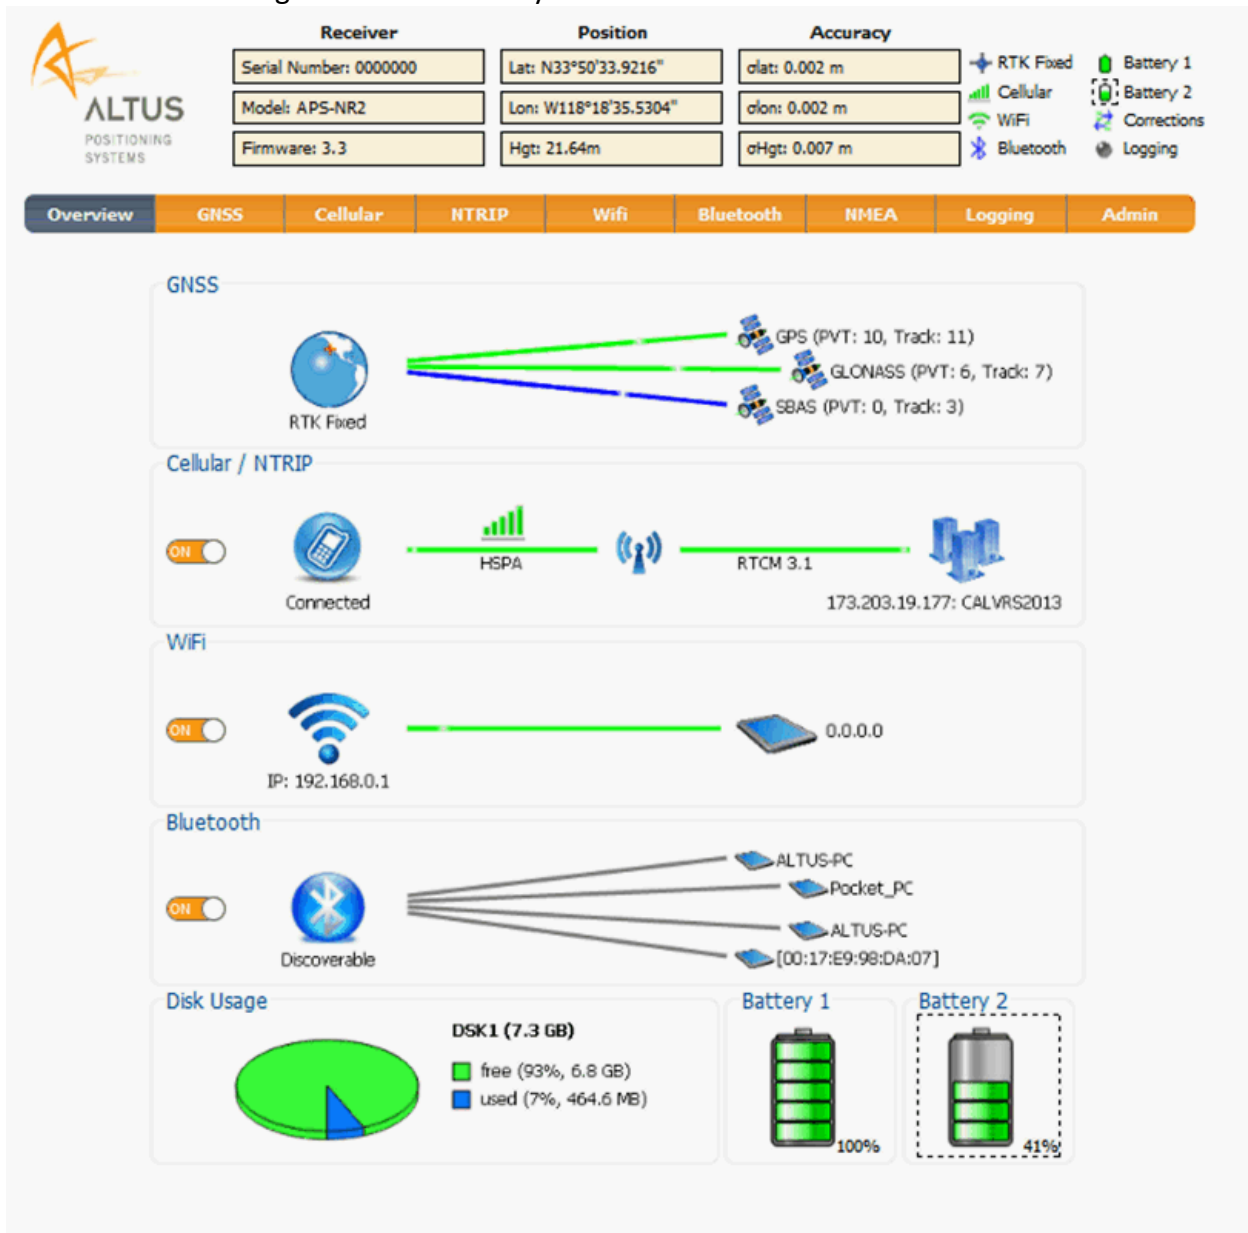 Receiver Position Accuracy
Serial Number: 0000000 Lat: N33°50'33.9216" σlat: 0.002 m RTK Fixed Battery 1
Model: APS-NR2 Lon: W118°18'35.5304" σlon: 0.002 m Cellular Battery 2
WiFi Corrections
Firmware: 3.3 Hgt: 21.64m σHgt: 0.007 m Bluetooth Logging
ALTUS
POSITIONING
SYSTEMS
Overview GNSS Cellular NTRIP Wifi Bluetooth NMEA Logging Admin
GNSS
GPS (PVT: 10, Track: 11)
GLONASS (PVT: 6, Track: 7)
SBAS (PVT: 0, Track: 3)
RTK Fixed
Cellular / NTRIP
ON
HSPA RTCM 3.1
Connected 173.203.19.177: CALVRS2013
WiFi
ON 0.0.0.0
IP: 192.168.0.1
Bluetooth
ALTUS-PC
Pocket_PC
ON
ALTUS-PC
Discoverable [00:17:E9:98:DA:07]
Disk Usage Battery 1 Battery 2
DSK1 (7.3 GB)
free (93%, 6.8 GB)
used (7%, 464.6 MB)
100% 41%